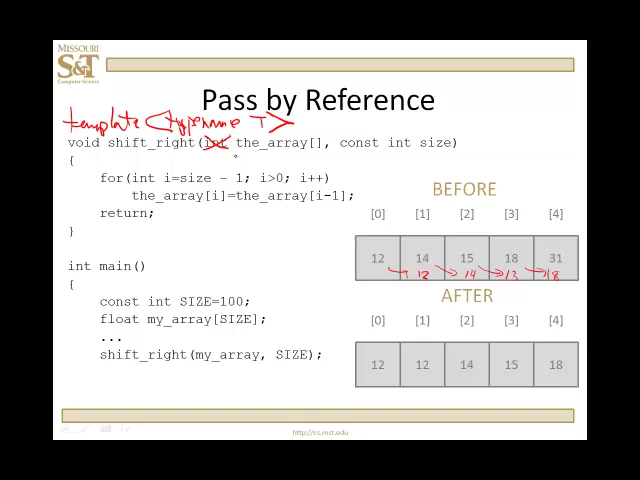 MISSOURI
S&T
Computer Science
Pass by Reference
template <typename T>
void shift_right(int the_array[], const int size)
{
for(int i=size - 1; i>0; i++)
the_array[i]=the_array[i-1];
return;
}
int main()
{
const int SIZE=100;
float my_array[SIZE];
...
shift_right(my_array, SIZE);
BEFORE
[0] [1] [2] [3] [4]
12 14 15 18 31
12 14 13 18
AFTER
[0] [1] [2] [3] [4]
12 12 14 15 18
http://cs.mst.edu